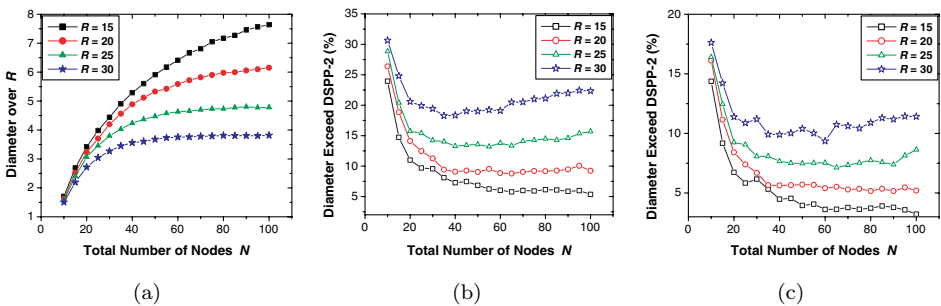 8
7
6
5
4
3
2
1
Diameter over R
R = 15
R = 20
R = 25
R = 30
0 20 40 60 80 100
Total Number of Nodes N
(a)
35
30
25
20
15
10
5
Diameter Exceed DSPP-2 (%)
R = 15
R = 20
R = 25
R = 30
0 20 40 60 80 100
Total Number of Nodes N
(b)
20
15
10
5
Diameter Exceed DSPP-2 (%)
R = 15
R = 20
R = 25
R = 30
0 20 40 60 80 100
Total Number of Nodes N
(c)